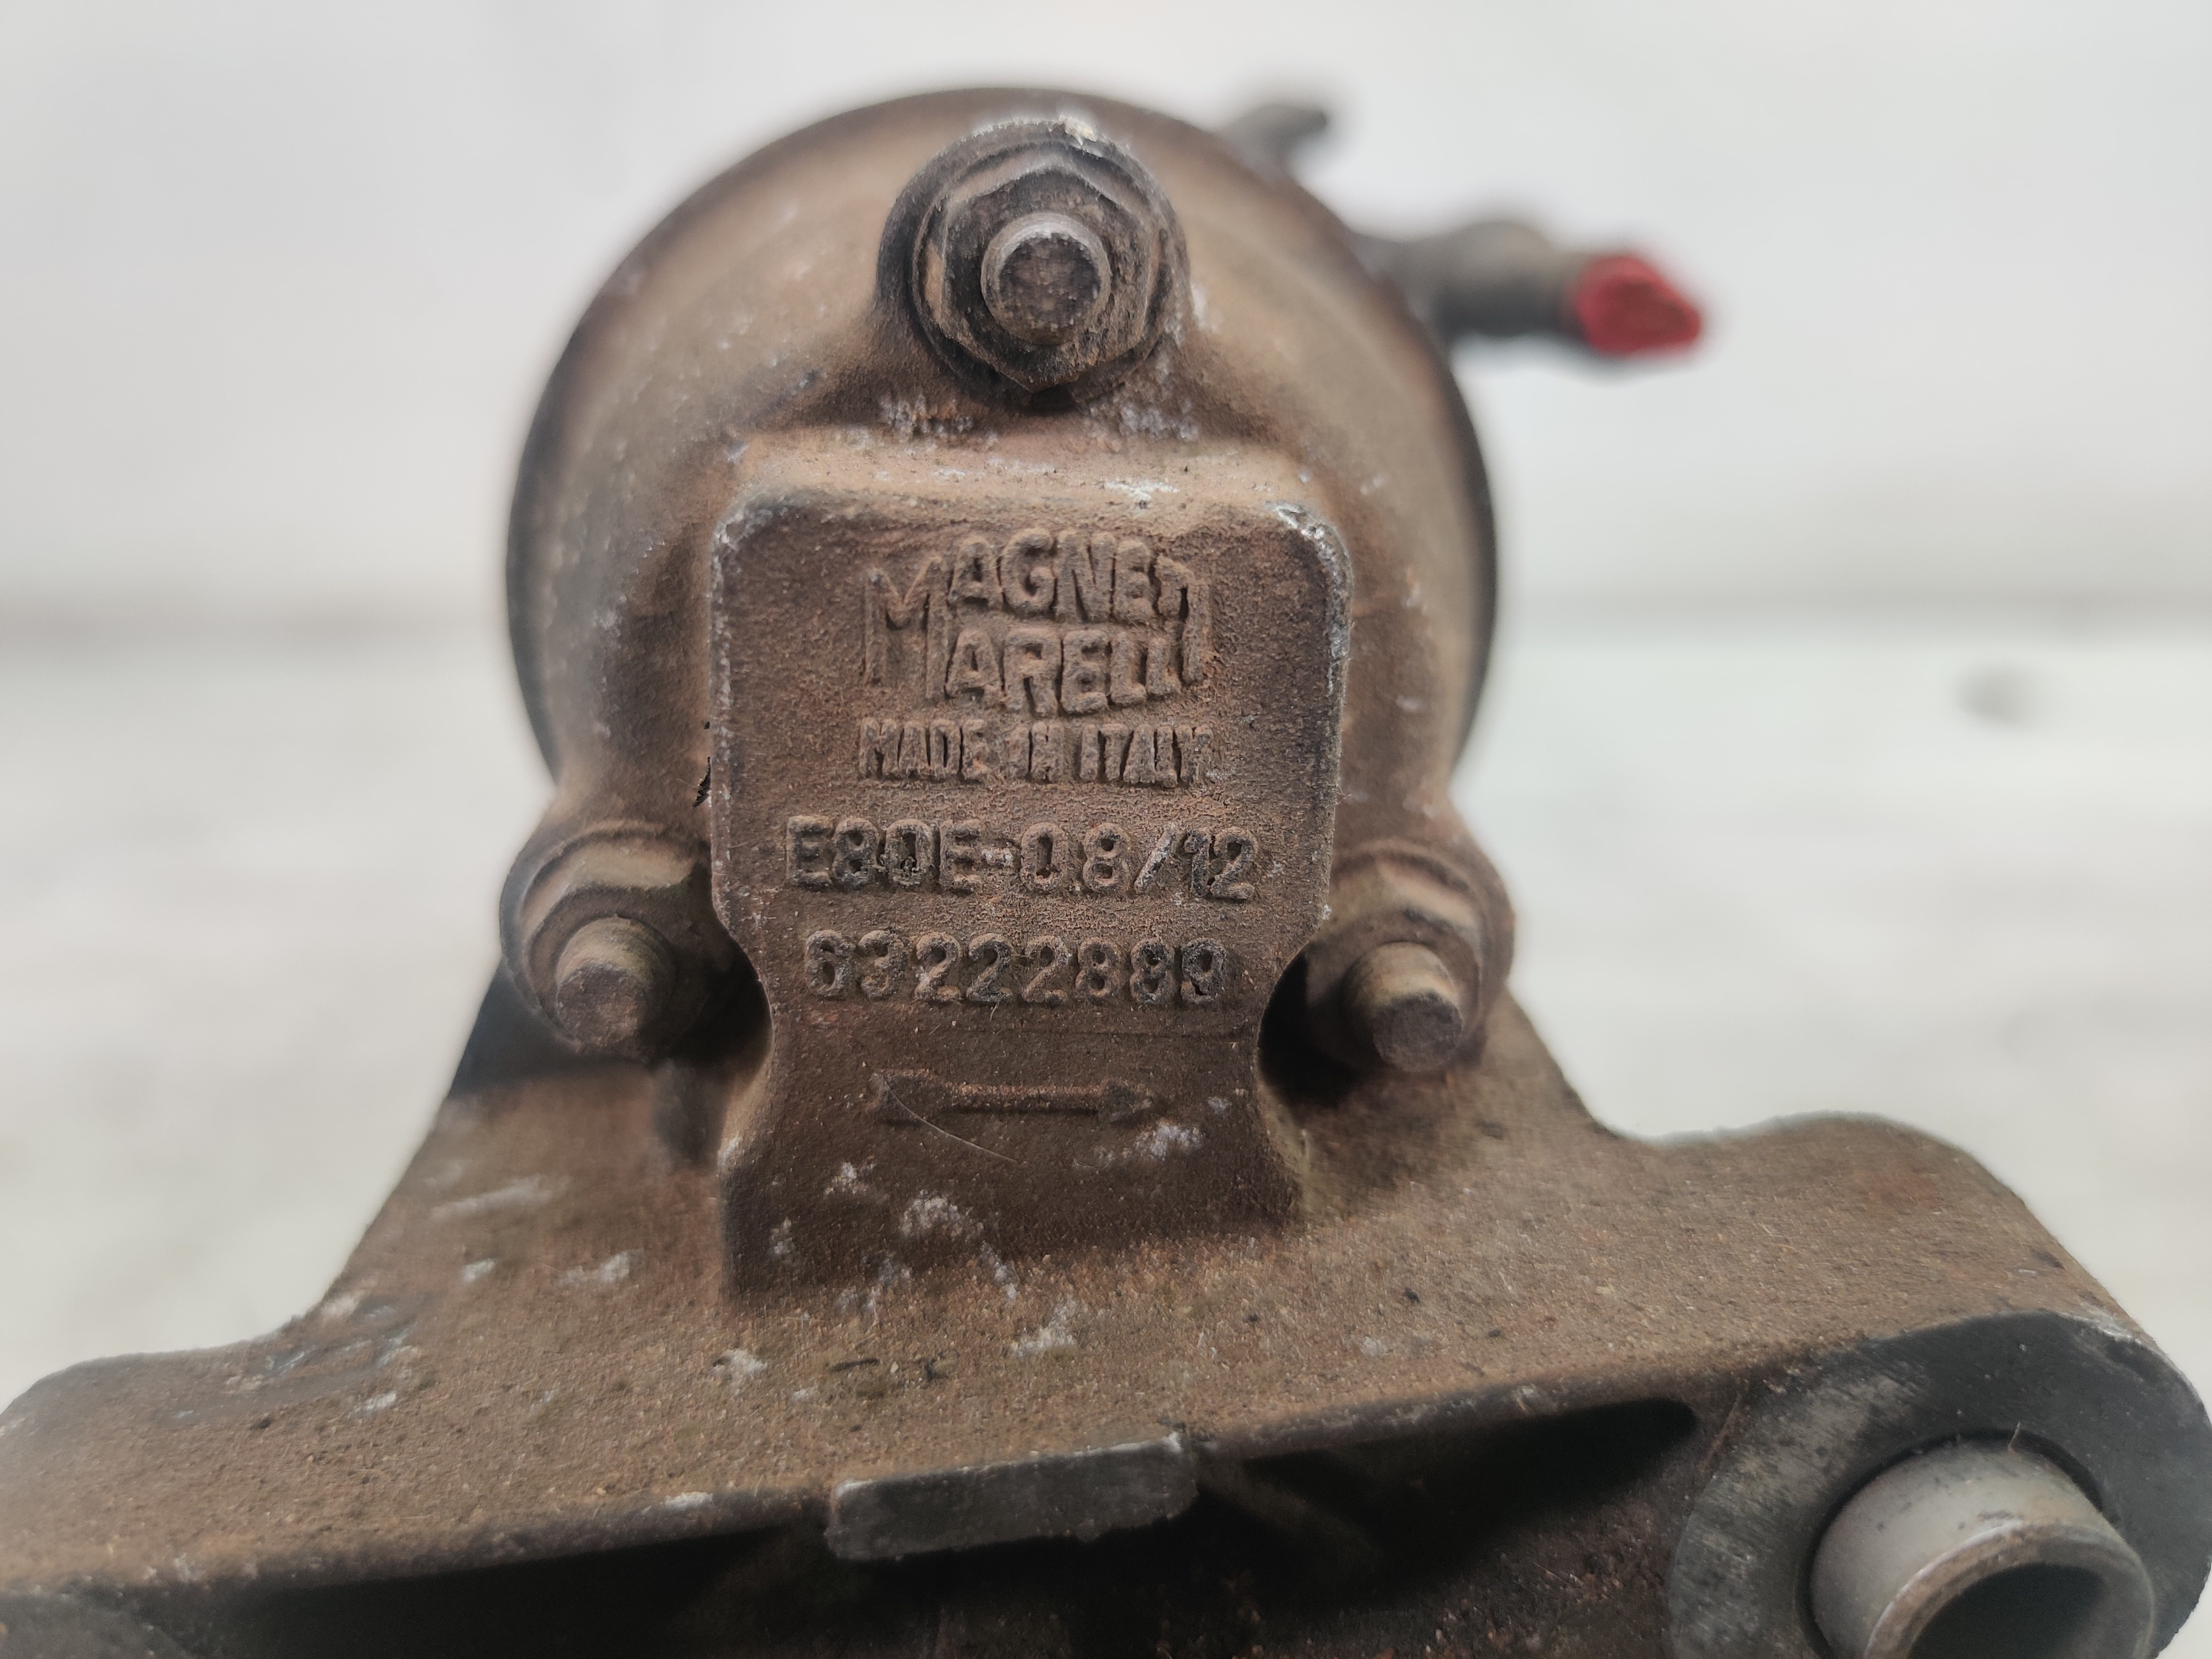 MAGNETI
MARELLI
MADE IN ITALY
E80E-0.8/12
63222889